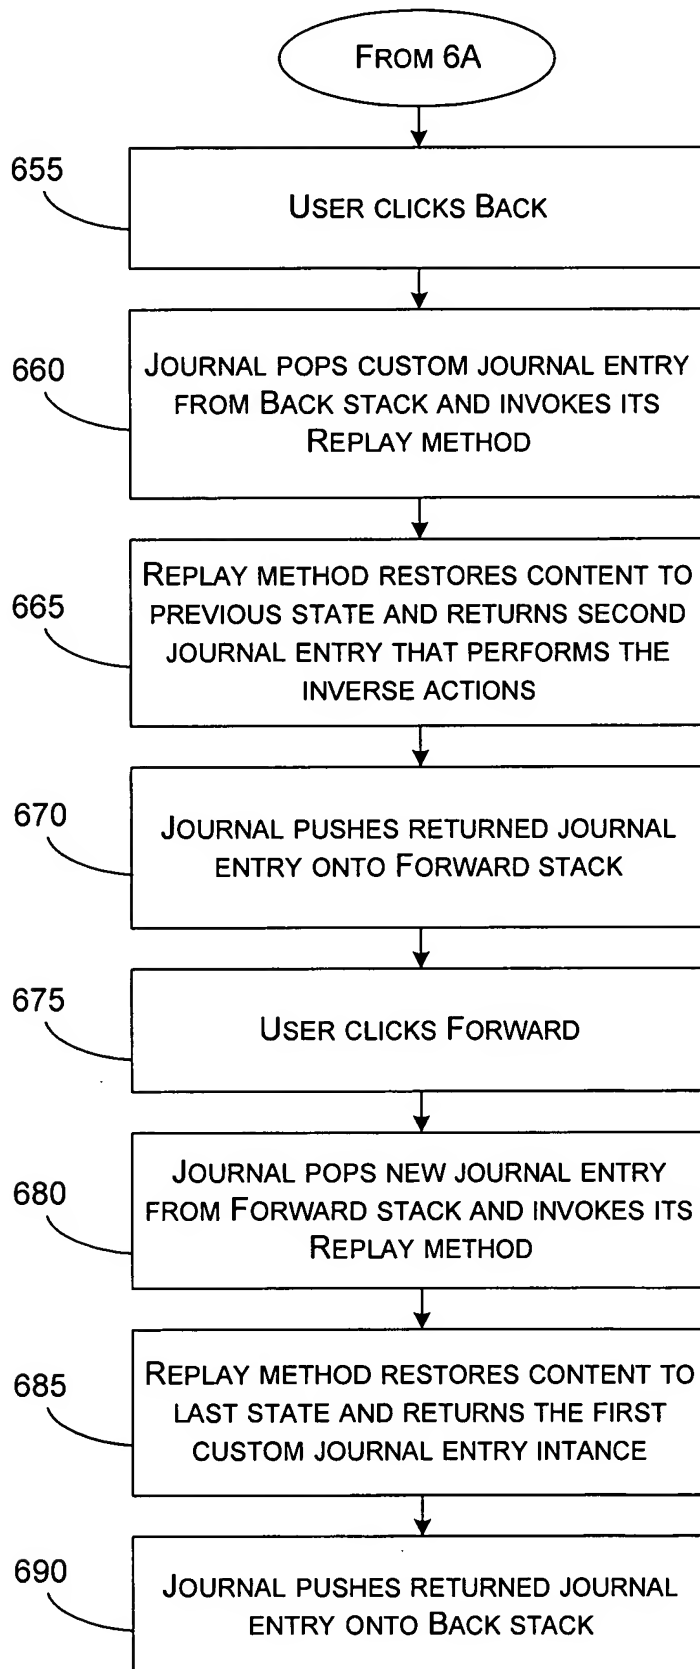 FROM 6A
655
USER CLICKS BACK
660
JOURNAL POPS CUSTOM JOURNAL ENTRY
FROM BACK STACK AND INVOKES ITS
REPLAY METHOD
665
REPLAY METHOD RESTORES CONTENT TO
PREVIOUS STATE AND RETURNS SECOND
JOURNAL ENTRY THAT PERFORMS THE
INVERSE ACTIONS
670
JOURNAL PUSHES RETURNED JOURNAL
ENTRY ONTO FORWARD STACK
675
USER CLICKS FORWARD
680
JOURNAL POPS NEW JOURNAL ENTRY
FROM FORWARD STACK AND INVOKES ITS
REPLAY METHOD
685
REPLAY METHOD RESTORES CONTENT TO
LAST STATE AND RETURNS THE FIRST
CUSTOM JOURNAL ENTRY INTANCE
690
JOURNAL PUSHES RETURNED JOURNAL
ENTRY ONTO BACK STACK